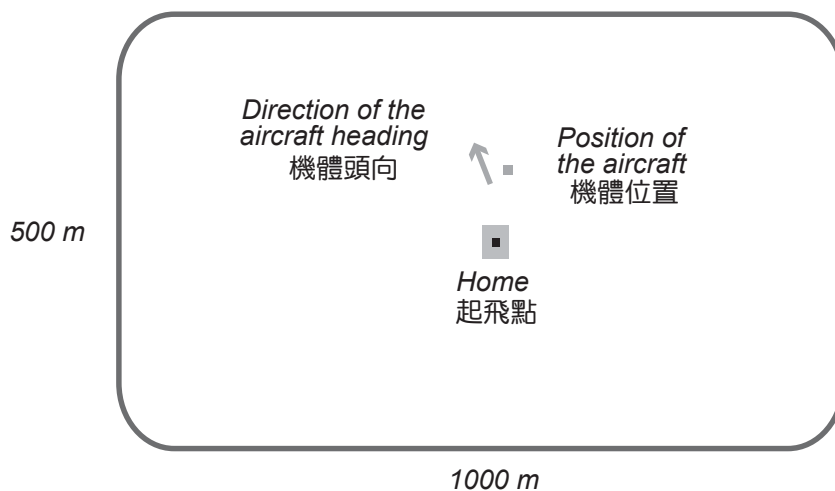 Direction of the
aircraft heading
機體頭向
Position of
the aircraft
機體位置
500 m
Home
起飛點
1000 m